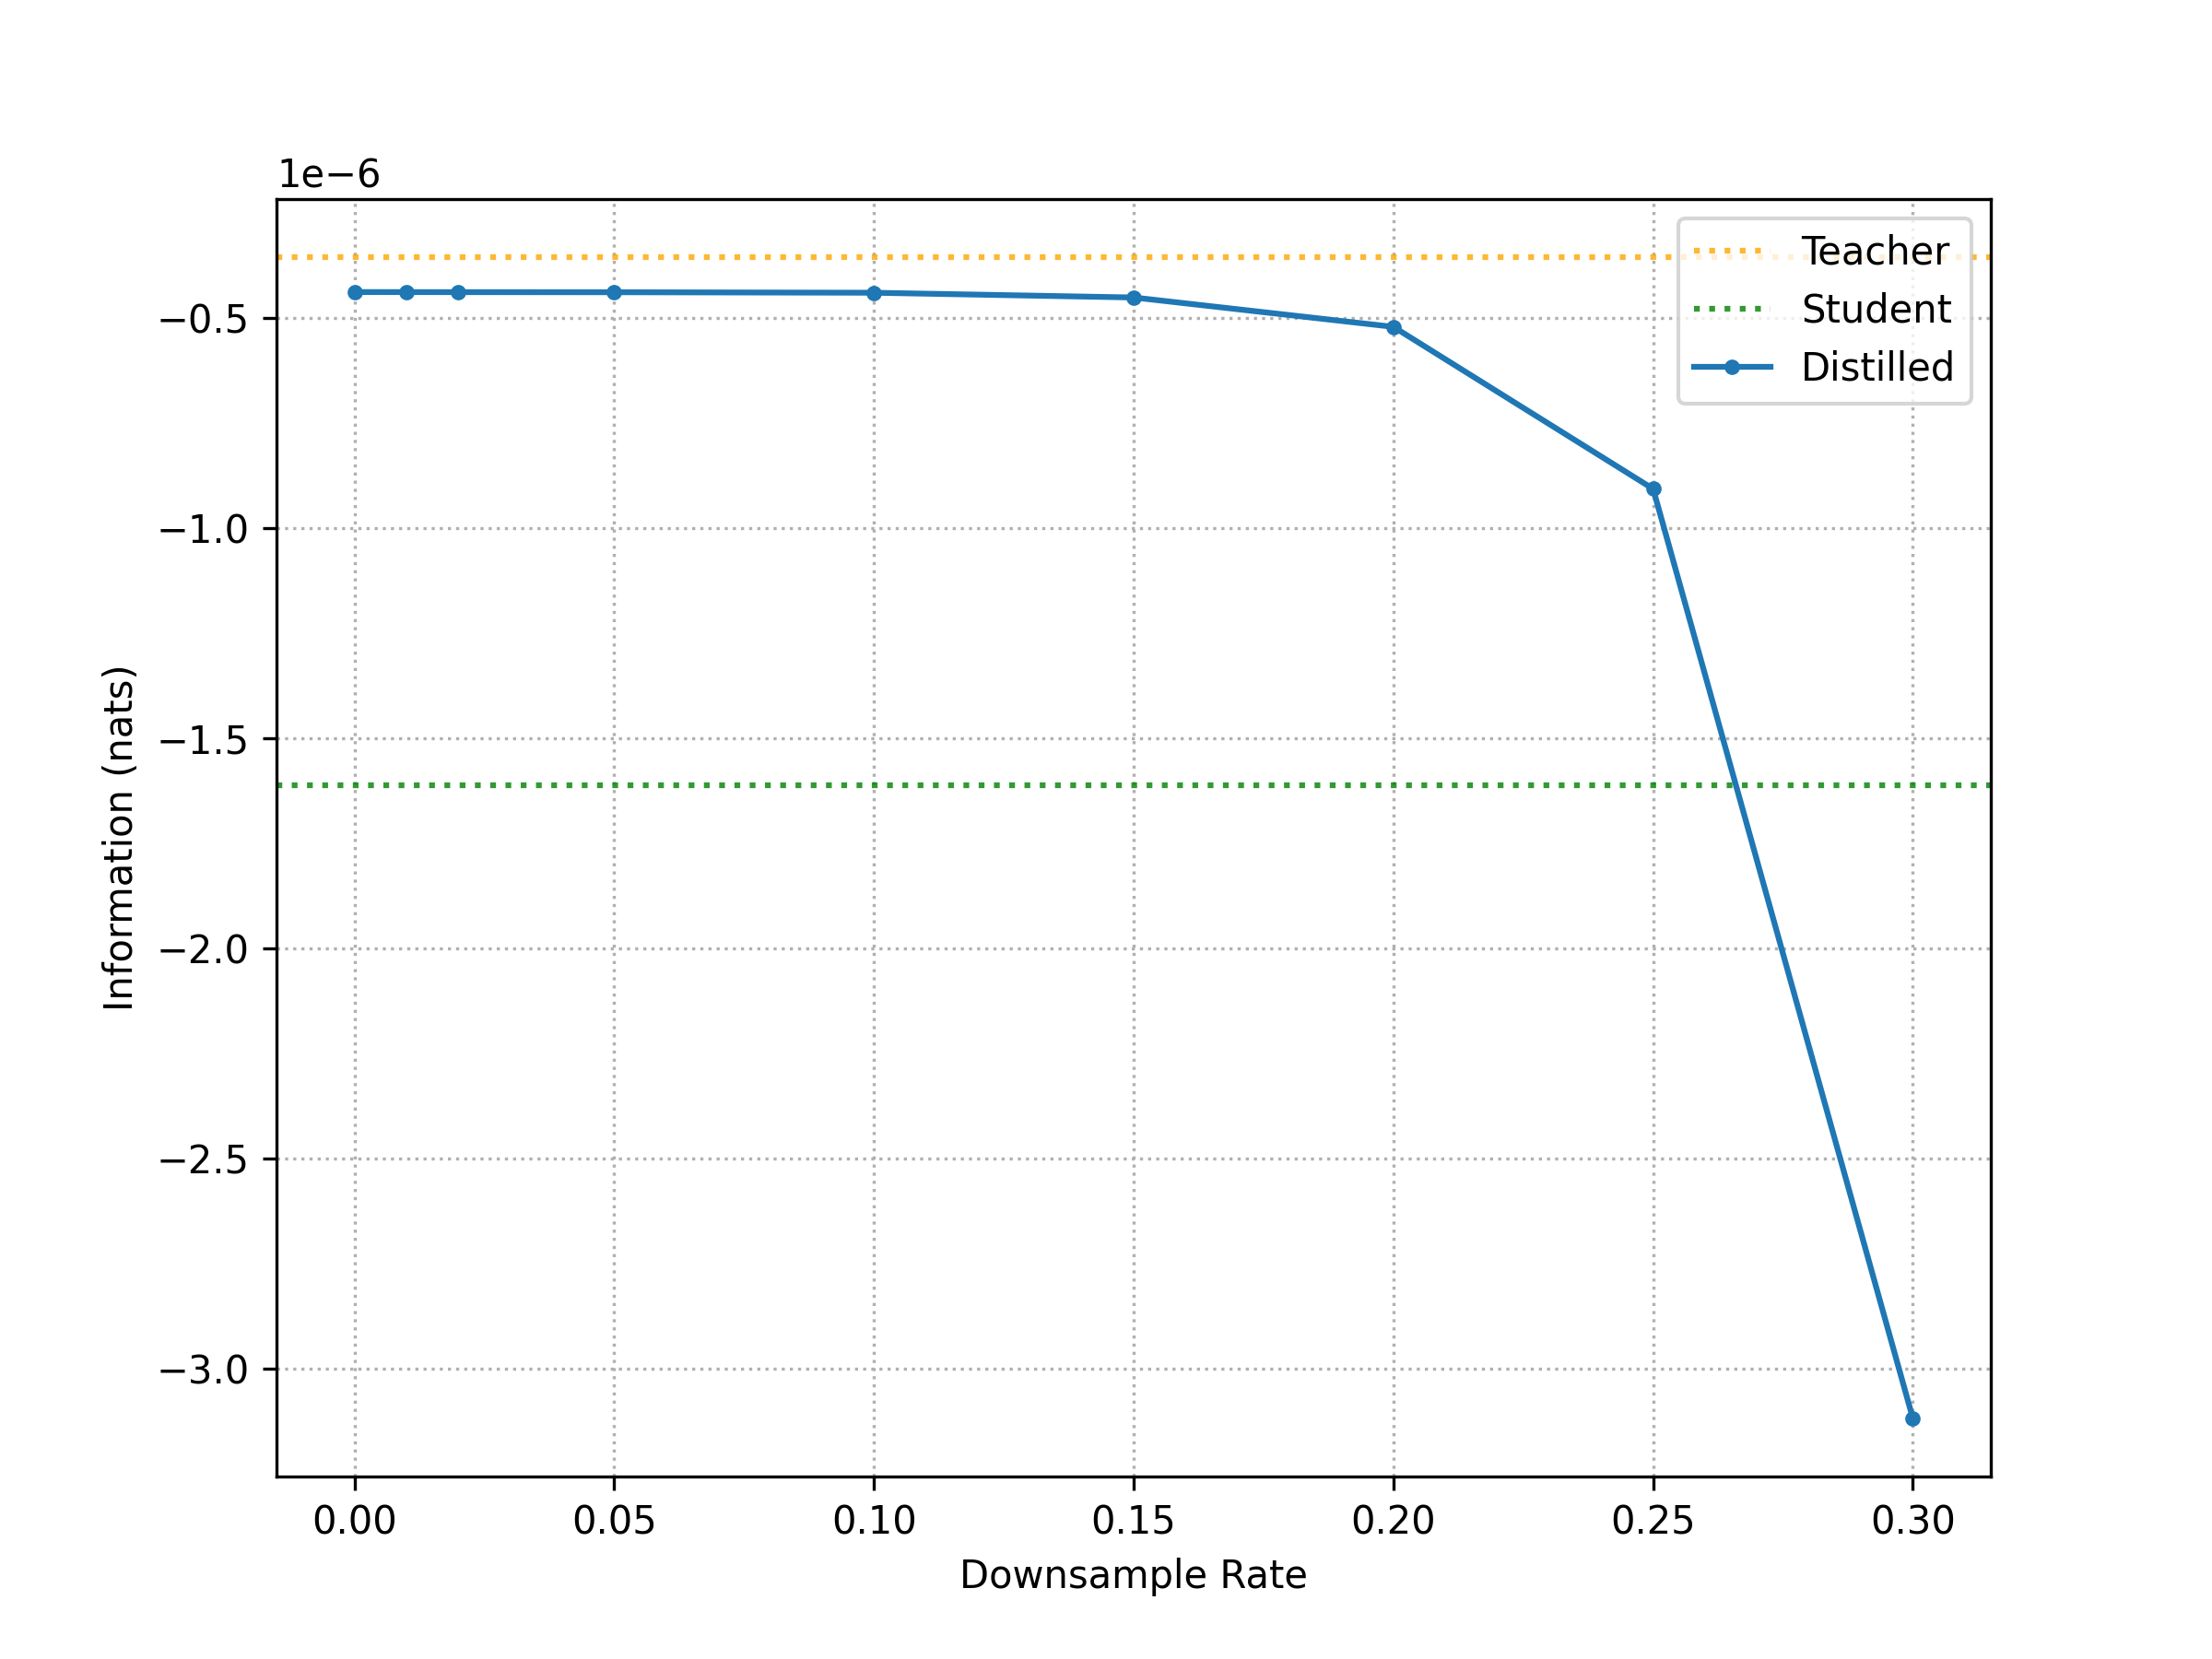 1e−6
−0.5
−1.0
−1.5
−2.0
−2.5
−3.0
Information (nats)
0.00 0.05 0.10 0.15 0.20 0.25 0.30
Downsample Rate
Teacher
Student
Distilled